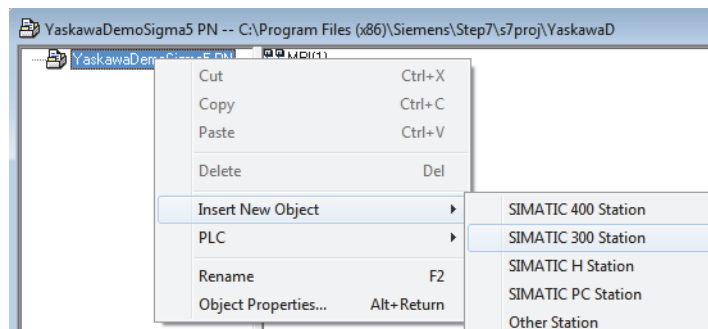 YaskawaDemoSigma5 PN -- C:\Program Files (x86)\Siemens\Step7\s7proj\YaskawaD
YaskawaDemoSigma5 PN
MPI(1)
Cut Ctrl+X
Copy Ctrl+C
Paste Ctrl+V
Delete Del
Insert New Object
PLC
Rename F2
Object Properties... Alt+Return
SIMATIC 400 Station
SIMATIC 300 Station
SIMATIC H Station
SIMATIC PC Station
Other Station